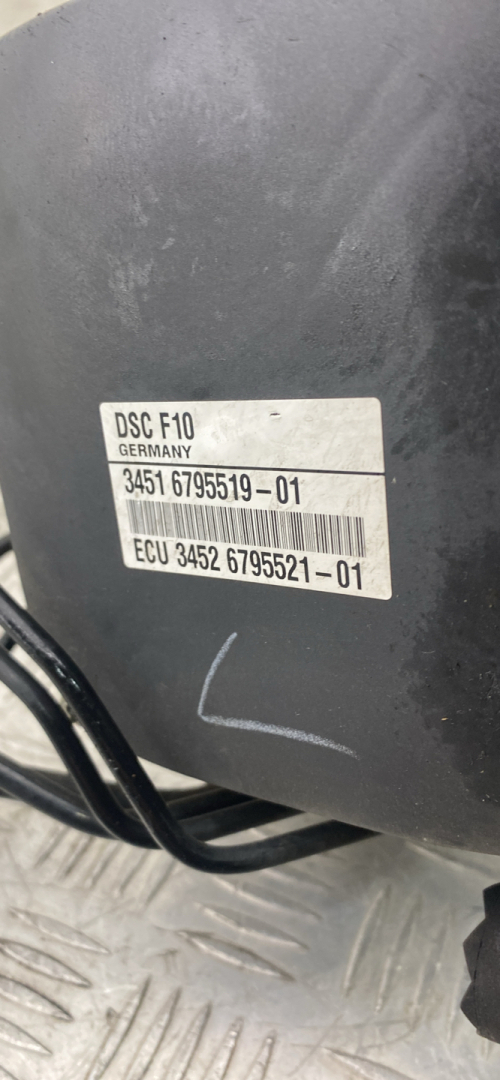 DSC F10
GERMANY
3451 6795519-01
ECU 3452 6795521-01